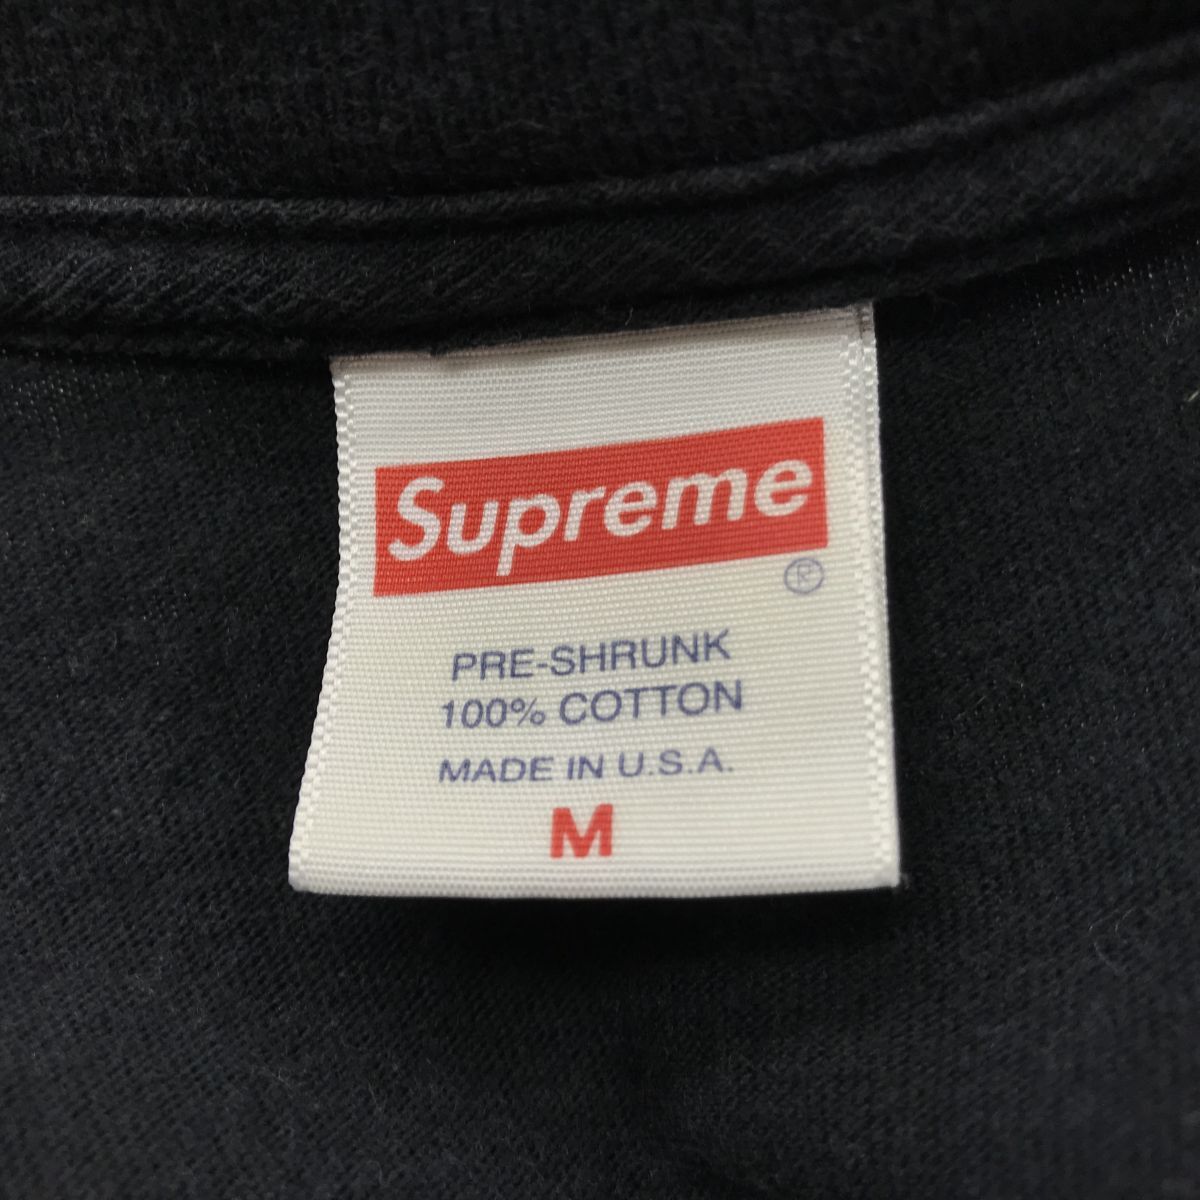 Supreme
®
PRE-SHRUNK
100% COTTON
MADE IN U.S.A.
M